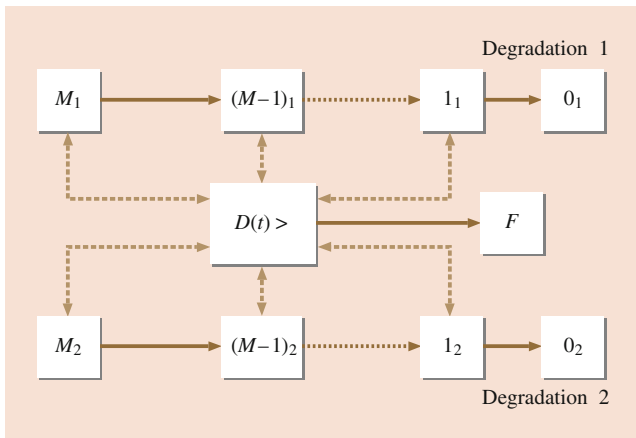 Degradation 1
M₁ (M–1)₁ 1₁ 0₁
D(t) > F
M₂ (M–1)₂ 1₂ 0₂
Degradation 2